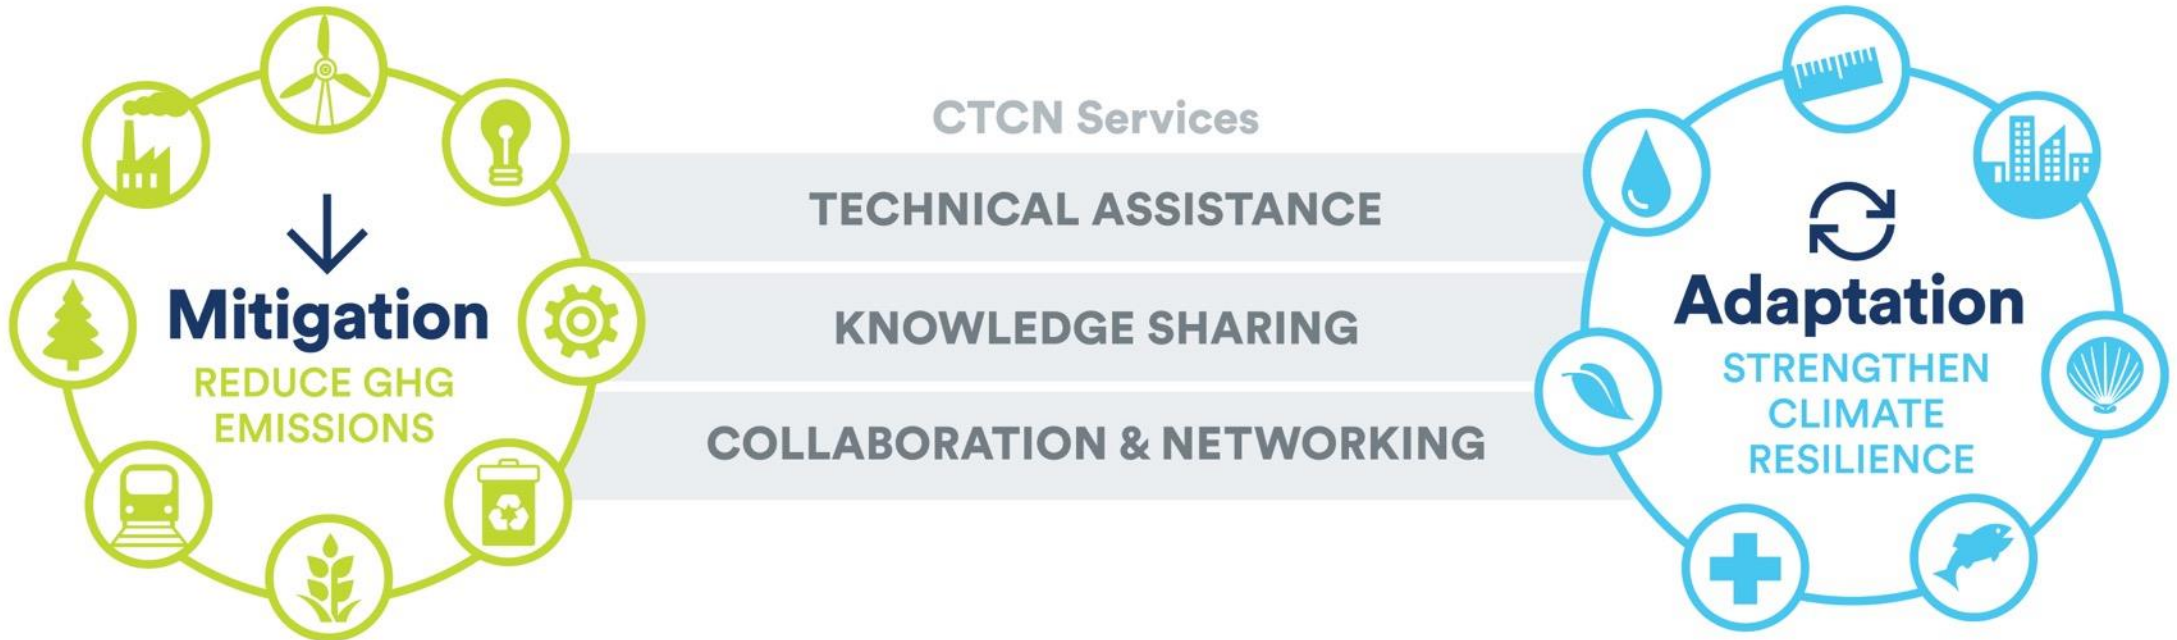 CTCN Services
TECHNICAL ASSISTANCE
KNOWLEDGE SHARING
COLLABORATION & NETWORKING
Mitigation
REDUCE GHG
EMISSIONS
Adaptation
STRENGTHEN
CLIMATE
RESILIENCE